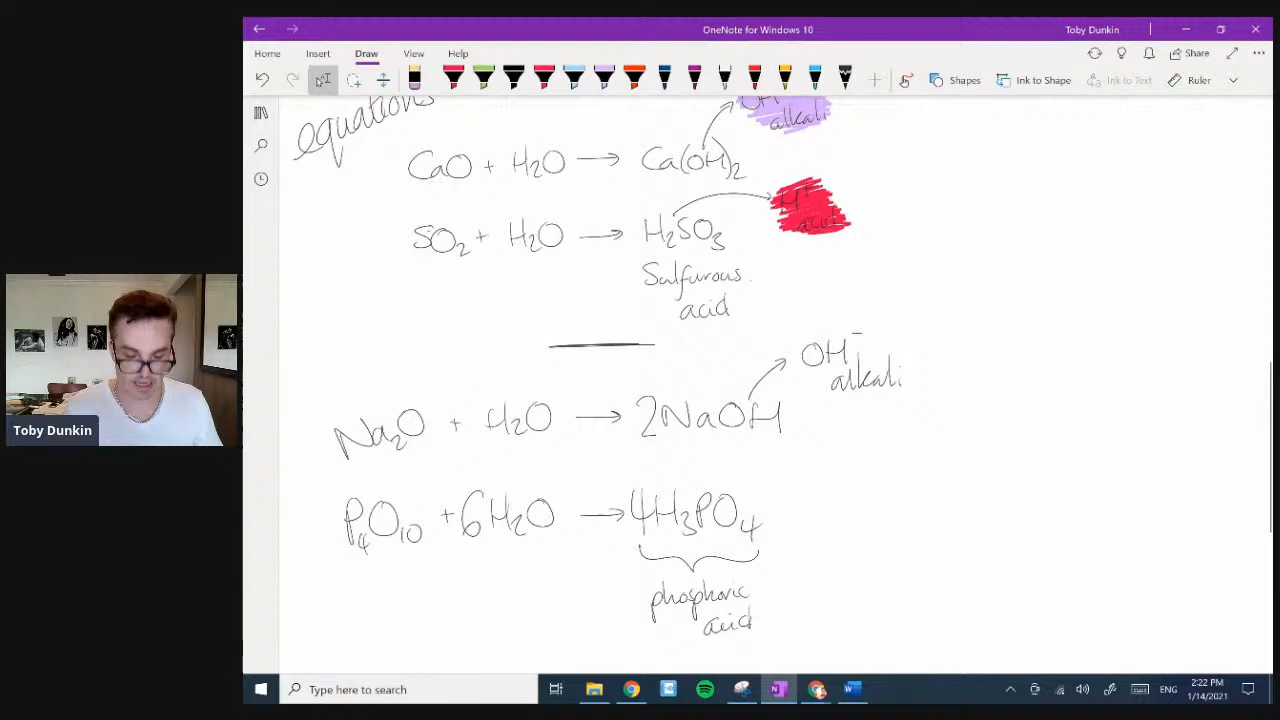 OneNote for Windows 10
Toby Dunkin
Home Insert Draw View Help
Share
Shapes Ink to Shape Ink to Text Ruler
equations
OH
alkali
CaO + H2O → Ca(OH)2
H+
acid
SO2 + H2O → H2SO3
Sulfurous
acid
OH−
alkali
Na2O + H2O → 2NaOH
P4O10 + 6H2O → 4H3PO4
phosphoric
acid
Toby Dunkin
Type here to search
ENG
2:22 PM
1/14/2021